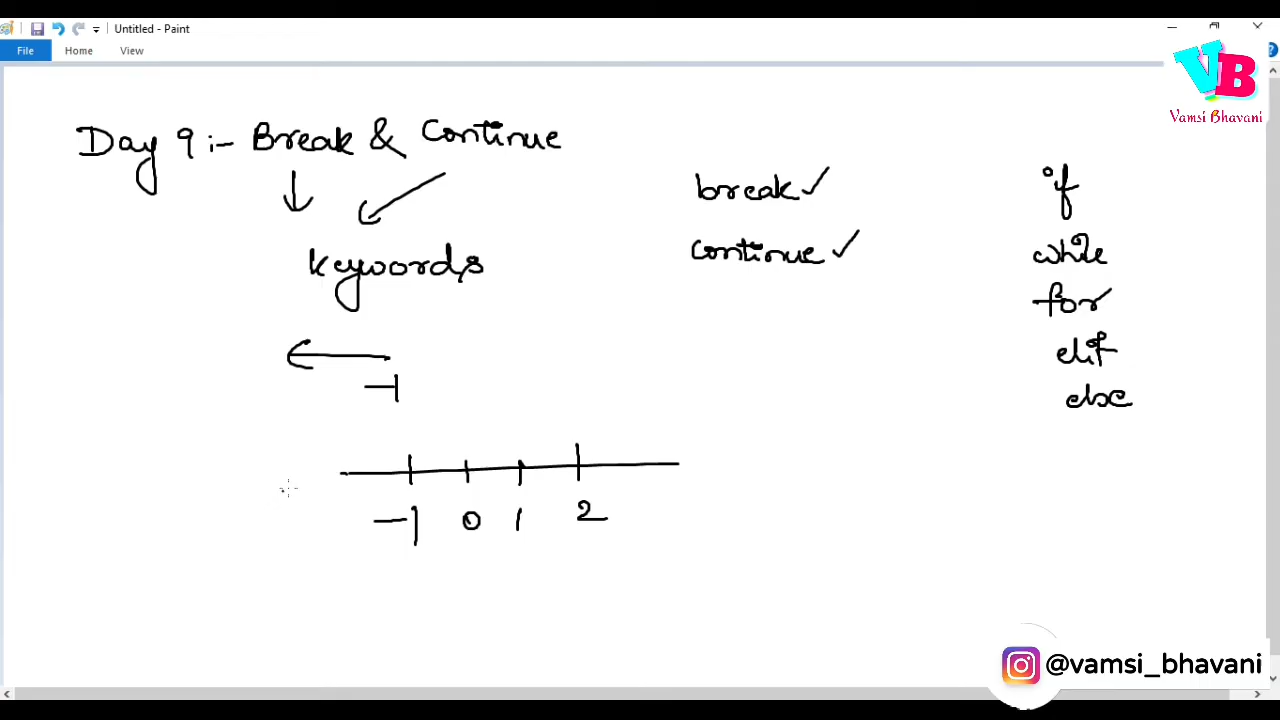 Untitled - Paint
File Home View
VB
Vamsi Bhavani
Day 9 :- Break & Continue
keywords
break ✓
continue ✓
if
while
for
elif
else
-1
-1 0 1 2
@vamsi_bhavani